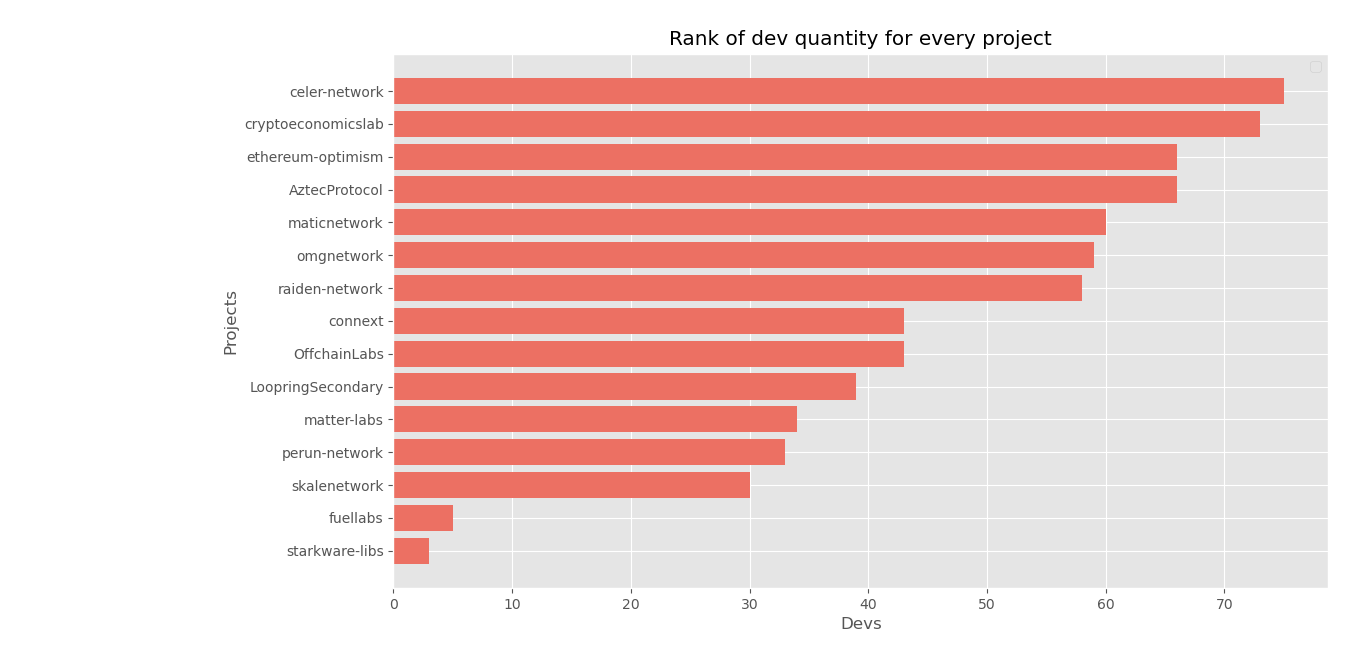 Rank of dev quantity for every project
celer-network
cryptoeconomicslab
ethereum-optimism
AztecProtocol
maticnetwork
omgnetwork
raiden-network
connext
OffchainLabs
LoopringSecondary
matter-labs
perun-network
skalenetwork
fuellabs
starkware-libs
Projects
0 10 20 30 40 50 60 70
Devs